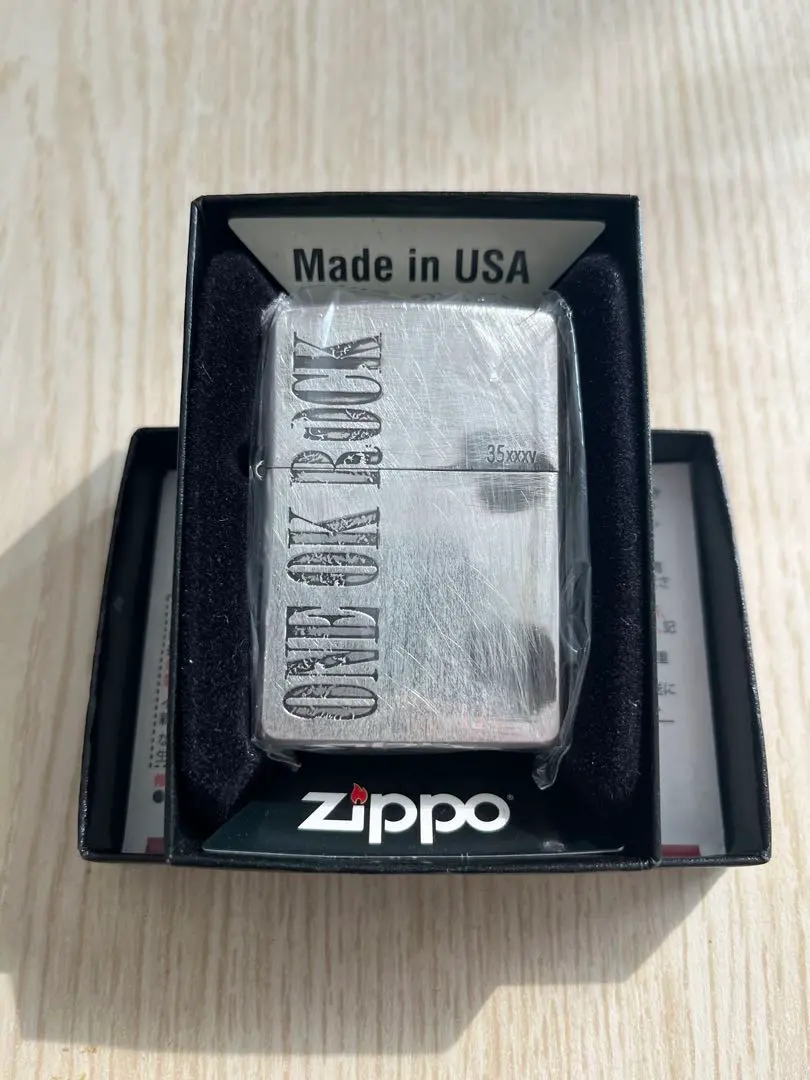 Made in USA
ONE OK ROCK
35xxxv
zippo